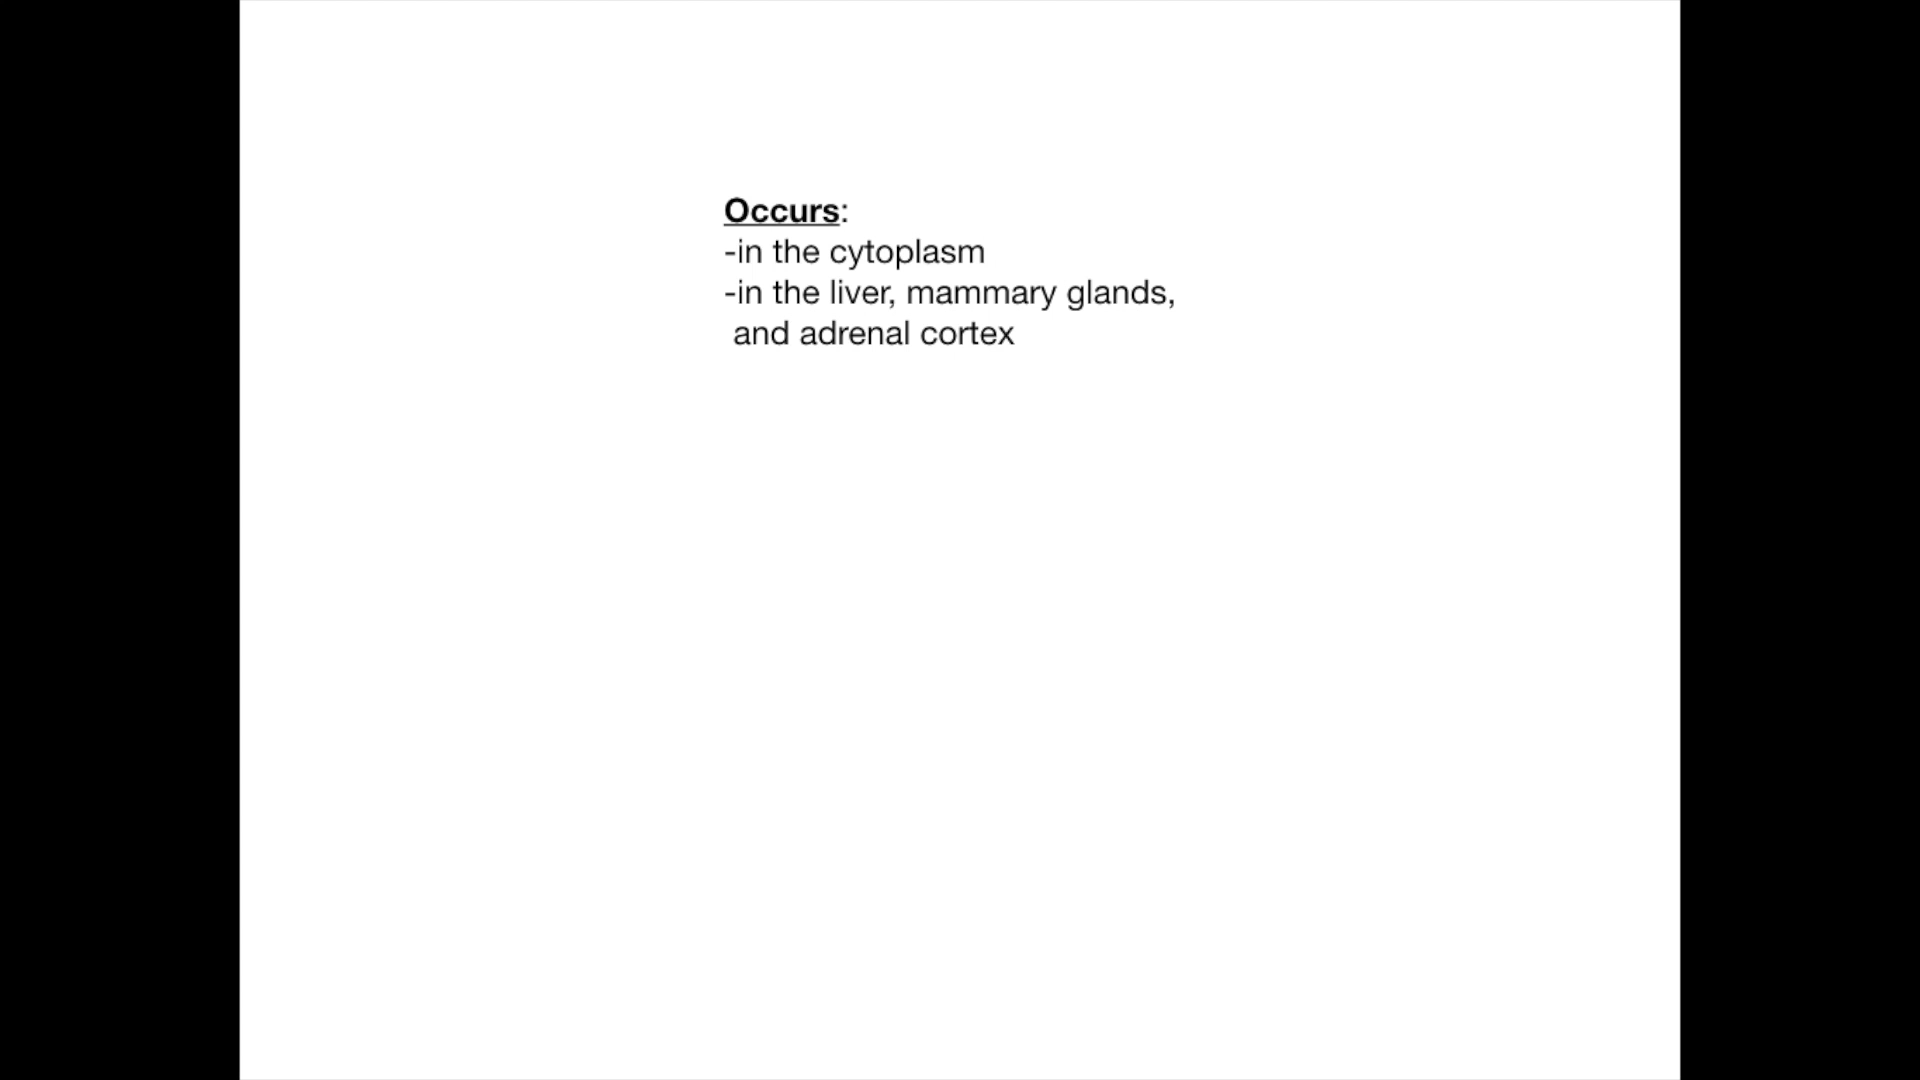 Occurs:
-in the cytoplasm
-in the liver, mammary glands,
and adrenal cortex